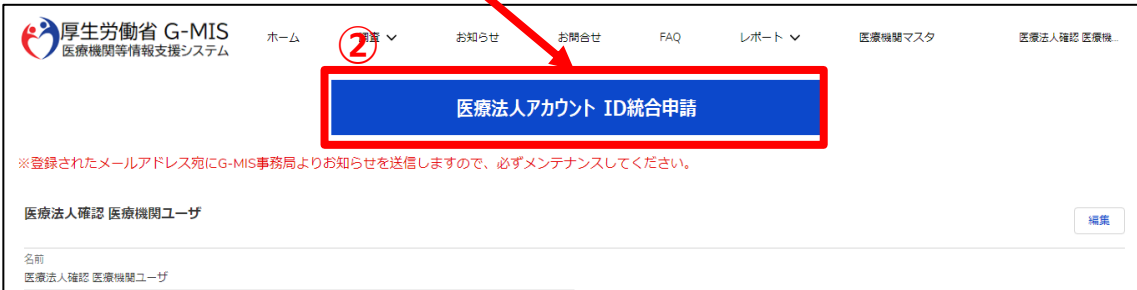 厚生労働省 G-MIS
医療機関等情報支援システム
ホーム
②
査
お知らせ
お問合せ
FAQ
レポート
医療機関マスタ
医療法人確認 医療機...
医療法人アカウント ID統合申請
※登録されたメールアドレス宛にG-MIS事務局よりお知らせを送信しますので、必ずメンテナンスしてください。
医療法人確認 医療機関ユーザ
編集
名前
医療法人確認 医療機関ユーザ